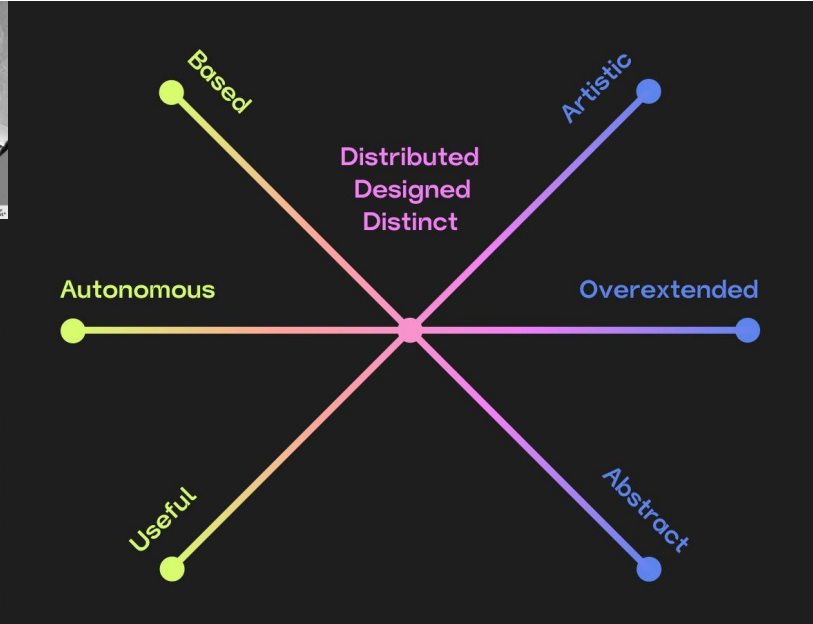 Based
Artistic
Distributed
Designed
Distinct
Autonomous
Overextended
Useful
Abstract